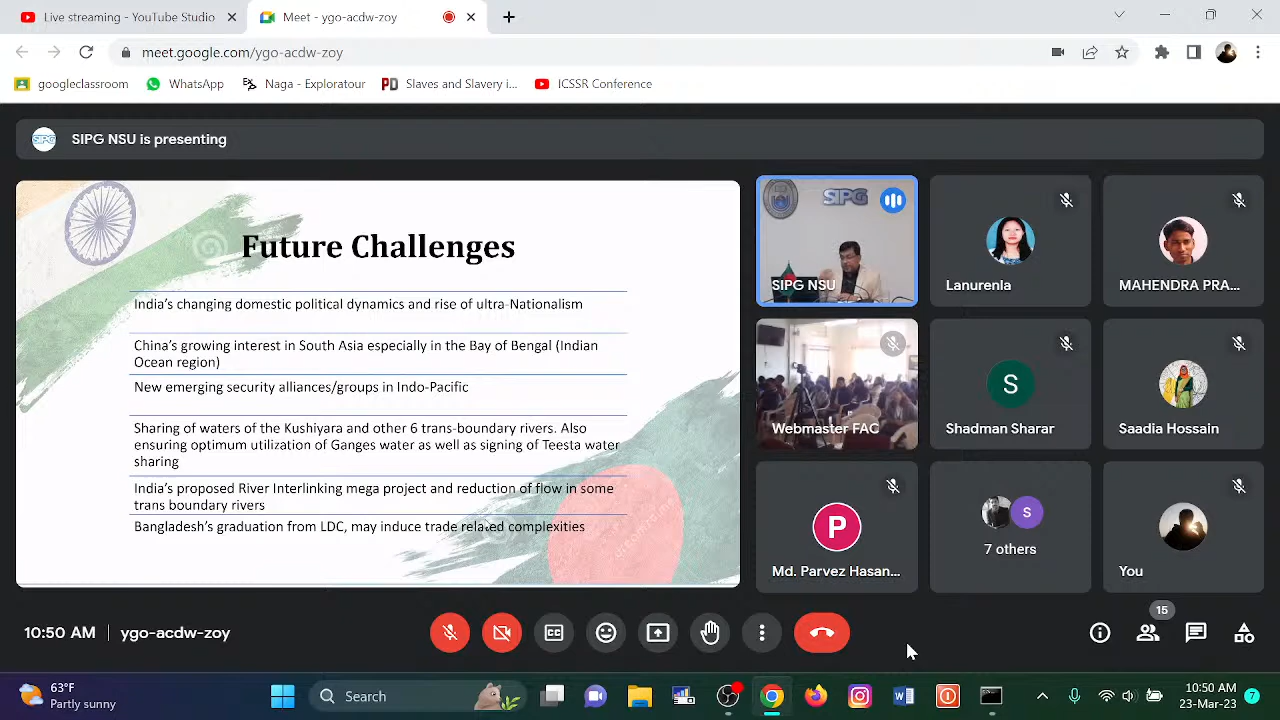 Live streaming - YouTube Studio
Meet - ygo-acdw-zoy
meet.google.com/ygo-acdw-zoy
googleclassroom
WhatsApp
Naga - Exploratour
PD Slaves and Slavery i...
ICSSR Conference
SIPG NSU is presenting
Future Challenges
India's changing domestic political dynamics and rise of ultra-Nationalism
China's growing interest in South Asia especially in the Bay of Bengal (Indian
Ocean region)
New emerging security alliances/groups in Indo-Pacific
Sharing of waters of the Kushiyara and other 6 trans-boundary rivers. Also
ensuring optimum utilization of Ganges water as well as signing of Teesta water
sharing
India's proposed River Interlinking mega project and reduction of flow in some
trans boundary rivers
Bangladesh's graduation from LDC, may induce trade related complexities
SIPG
SIPG NSU
Lanurenla
MAHENDRA PRA...
Webmaster FAC
S
Shadman Sharar
Saadia Hossain
P
Md. Parvez Hasan...
S
7 others
You
10:50 AM
ygo-acdw-zoy
15
63°F
Partly sunny
Search
10:50 AM
23-Mar-23
7